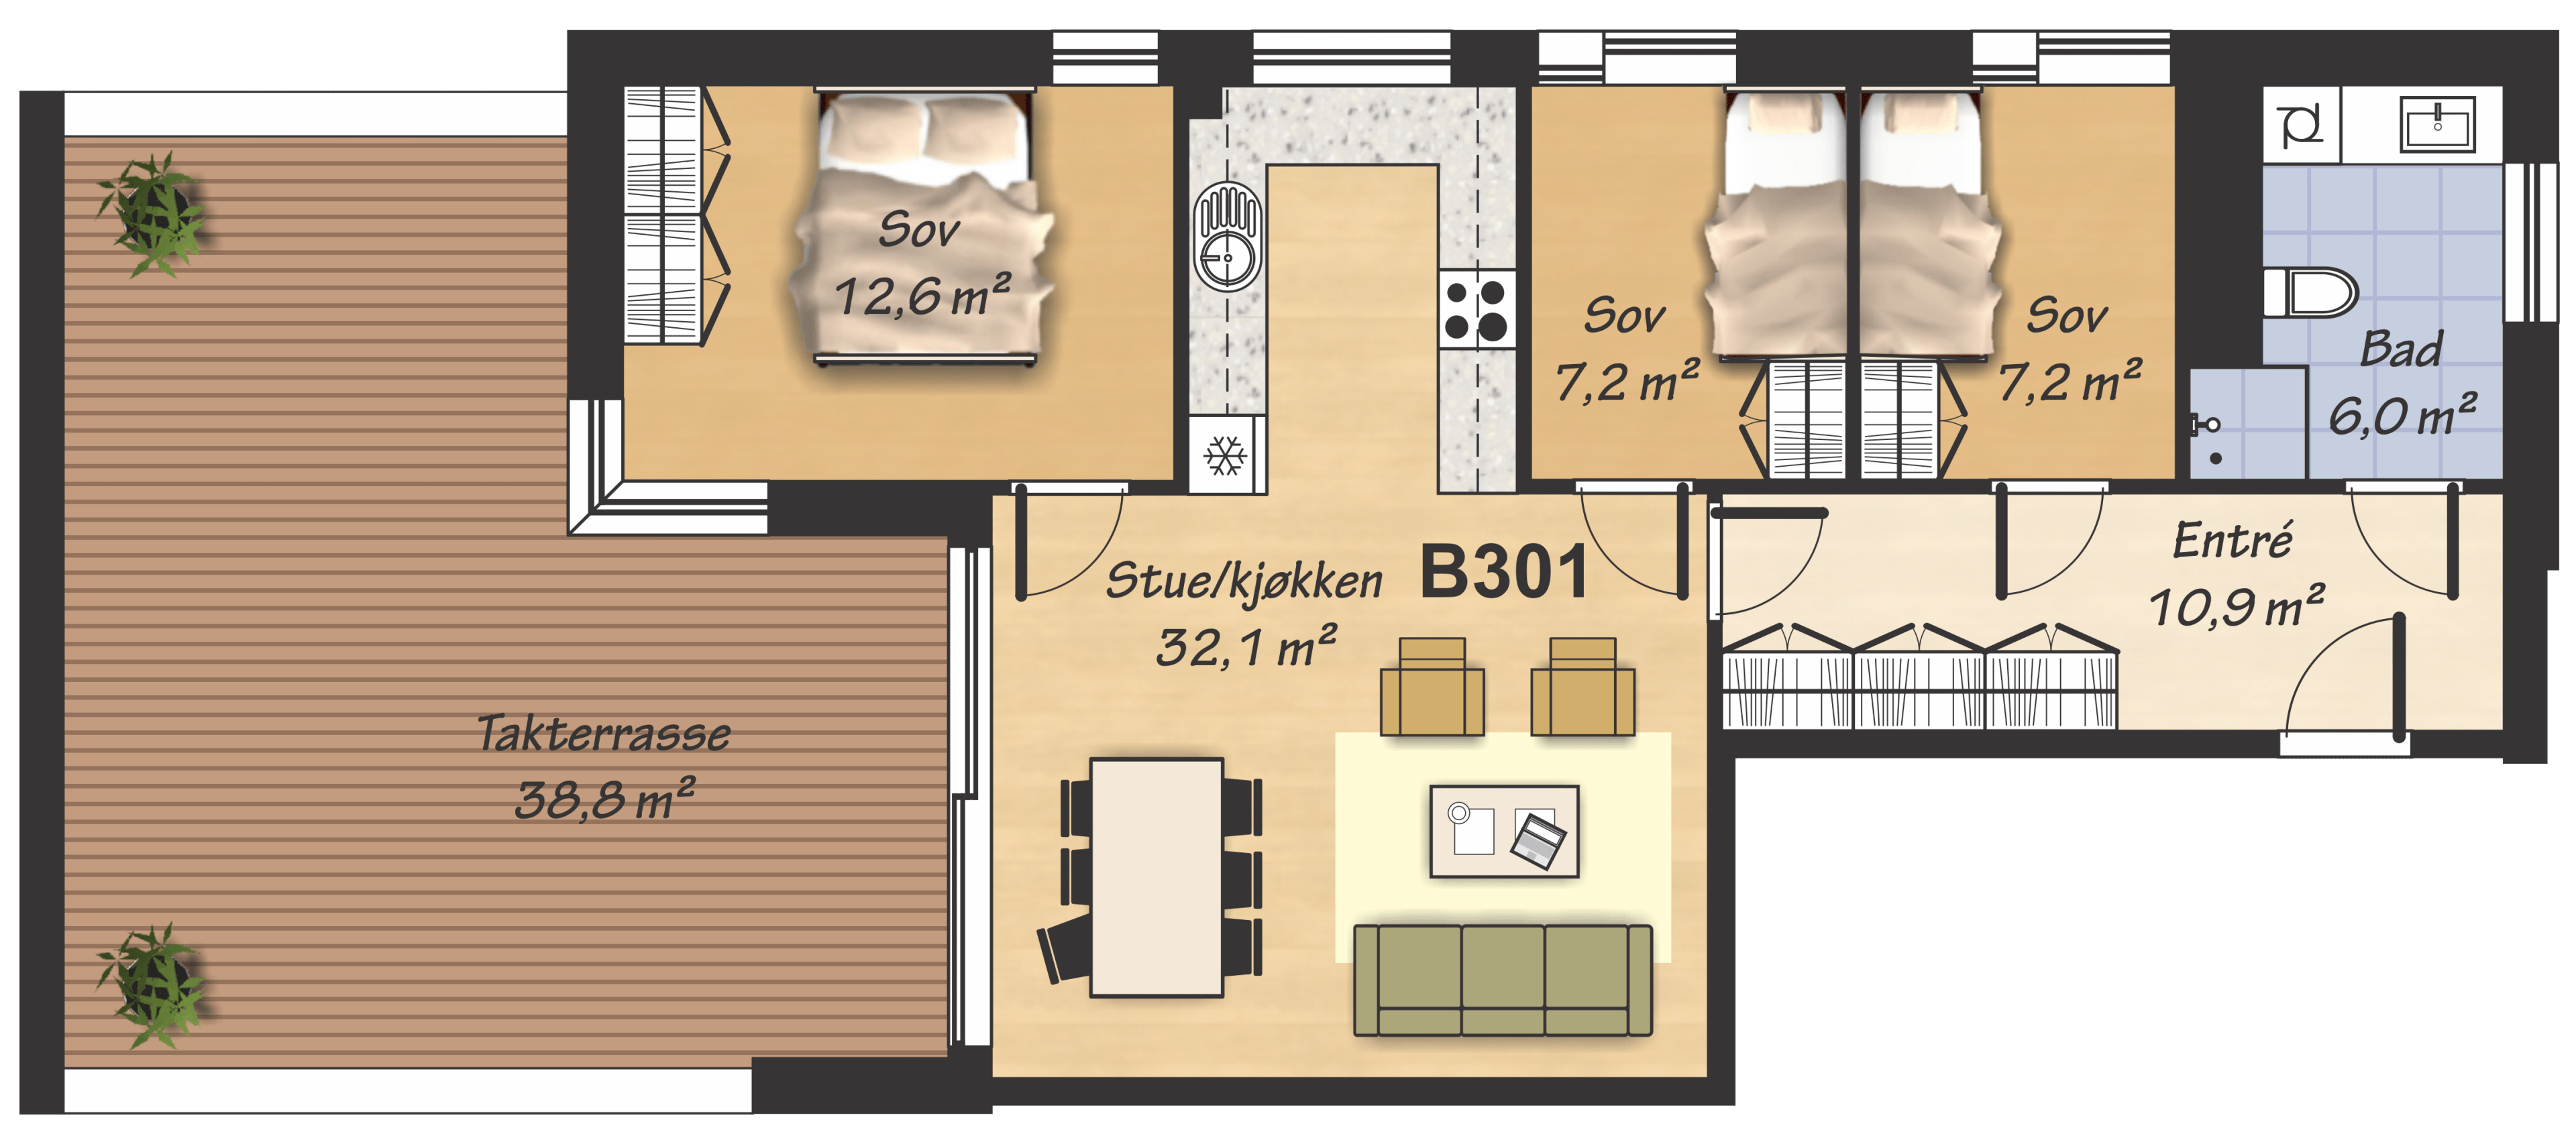 Sov
12,6 m²
Sov
7,2 m²
Sov
7,2 m²
Bad
6,0 m²
Stue/kjøkken
32,1 m²
B301
Entré
10,9 m²
Takterrasse
38,8 m²